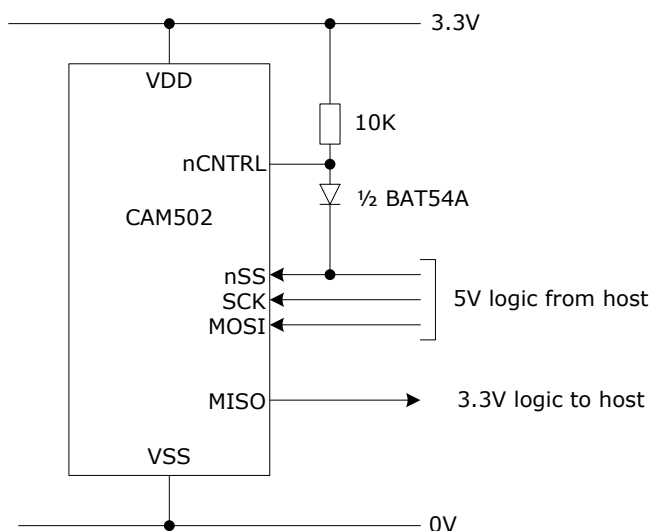 3.3V
VDD
10K
nCNTRL
½ BAT54A
CAM502
nSS
SCK
5V logic from host
MOSI
MISO
3.3V logic to host
VSS
0V